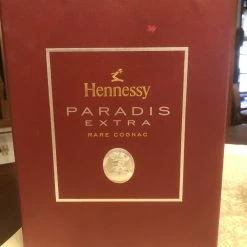 Hennessy
PARADIS
EXTRA
RARE COGNAC